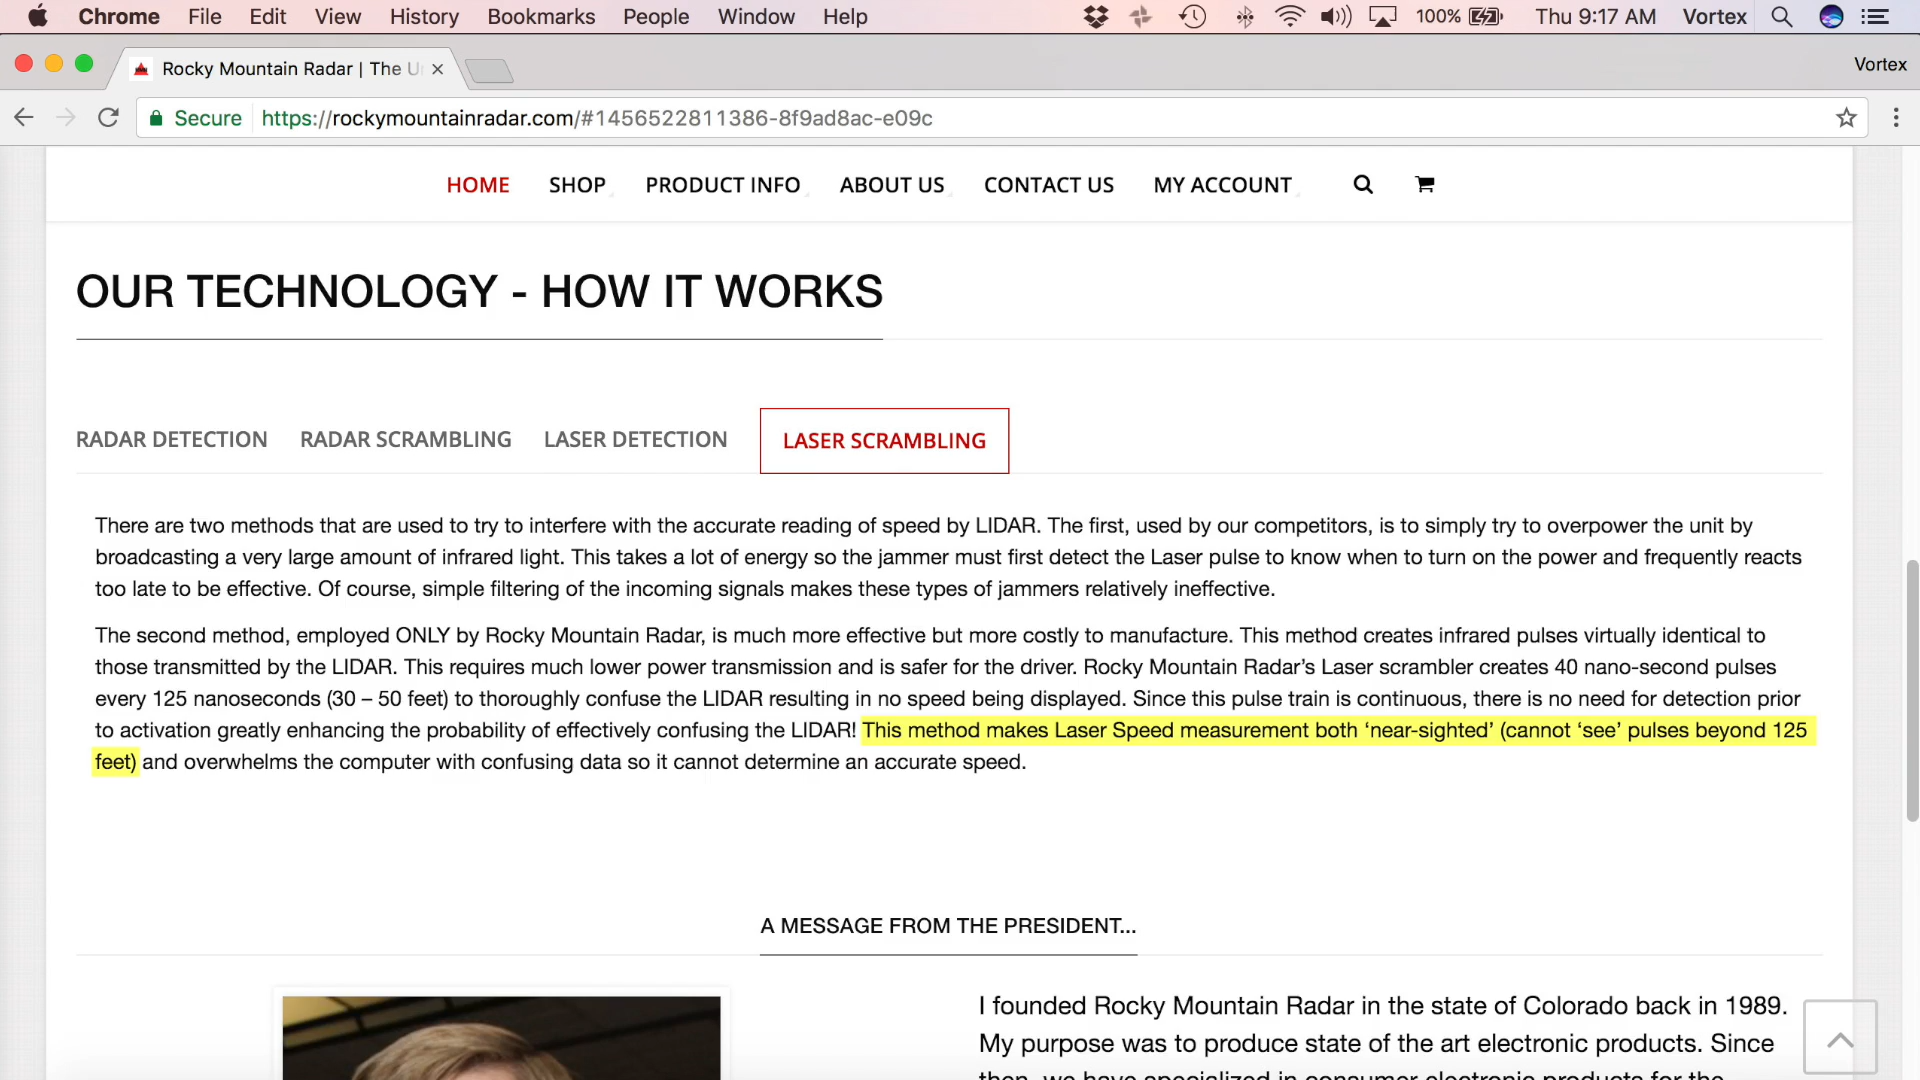 Chrome File Edit View History Bookmarks People Window Help 100% Thu 9:17 AM Vortex
Rocky Mountain Radar | The U
Vortex
Secure https://rockymountainradar.com/#1456522811386-8f9ad8ac-e09c
HOME SHOP PRODUCT INFO ABOUT US CONTACT US MY ACCOUNT
OUR TECHNOLOGY - HOW IT WORKS
RADAR DETECTION RADAR SCRAMBLING LASER DETECTION LASER SCRAMBLING
There are two methods that are used to try to interfere with the accurate reading of speed by LIDAR. The first, used by our competitors, is to simply try to overpower the unit by
broadcasting a very large amount of infrared light. This takes a lot of energy so the jammer must first detect the Laser pulse to know when to turn on the power and frequently reacts
too late to be effective. Of course, simple filtering of the incoming signals makes these types of jammers relatively ineffective.
The second method, employed ONLY by Rocky Mountain Radar, is much more effective but more costly to manufacture. This method creates infrared pulses virtually identical to
those transmitted by the LIDAR. This requires much lower power transmission and is safer for the driver. Rocky Mountain Radar’s Laser scrambler creates 40 nano-second pulses
every 125 nanoseconds (30 – 50 feet) to thoroughly confuse the LIDAR resulting in no speed being displayed. Since this pulse train is continuous, there is no need for detection prior
to activation greatly enhancing the probability of effectively confusing the LIDAR! This method makes Laser Speed measurement both ‘near-sighted’ (cannot ‘see’ pulses beyond 125
feet) and overwhelms the computer with confusing data so it cannot determine an accurate speed.
A MESSAGE FROM THE PRESIDENT...
I founded Rocky Mountain Radar in the state of Colorado back in 1989.
My purpose was to produce state of the art electronic products. Since
then, we have specialized in consumer electronic products for the